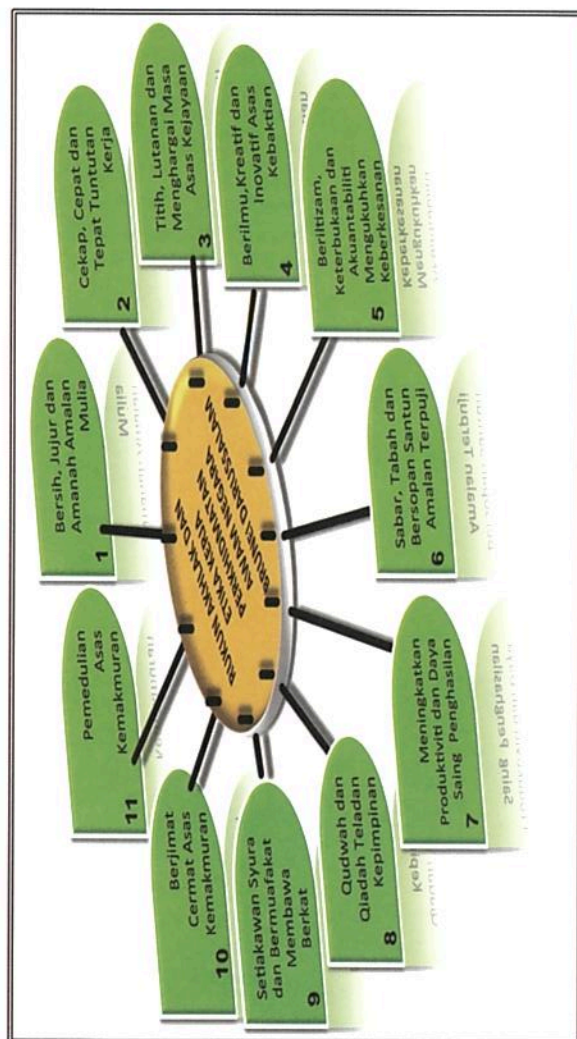 RUKUN AKHLAK DAN
ETIKA KERJA
PERKHIDMATAN
AWAM NEGARA
BRUNEI DARUSSALAM
Bersih, Jujur dan
Amanah Amalan
Mulia
1
Cekap, Cepat dan
Tepat Tuntutan
Kerja
2
Titih, Lutanan dan
Menghargai Masa
Asas Kejayaan
3
Berilmu,Kreatif dan
Inovatif Asas
Kebaktian
4
Beriltizam,
Keterbukaan dan
Akuantabiliti
Mengukuhkan
Keberkesanan
5
Sabar, Tabah dan
Bersopan Santun
Amalan Terpuji
6
Meningkatkan
Produktiviti dan Daya
Saing Penghasilan
7
Qudwah dan
Qiadah Teladan
Kepimpinan
8
Setiakawan Syura
dan Bermuafakat
Membawa
Berkat
9
Berjimat
Cermat Asas
Kemakmuran
10
Pemedulian
Asas
Kemakmuran
11